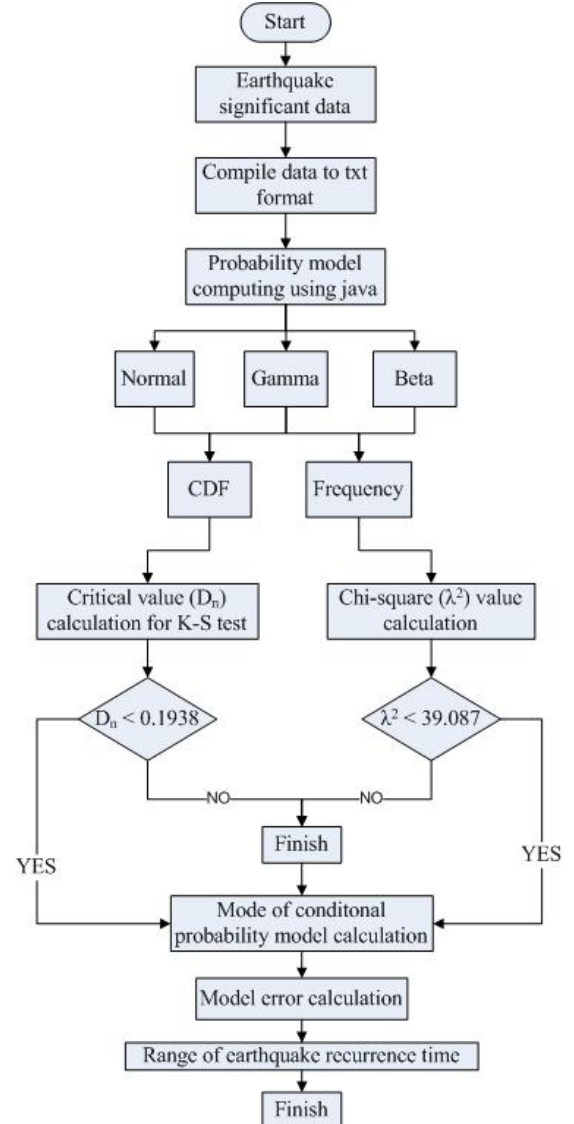 Start
Earthquake
significant data
Compile data to txt
format
Probability model
computing using java
Normal
Gamma
Beta
CDF
Frequency
Critical value (Dₙ)
calculation for K-S test
Chi-square (λ²) value
calculation
Dₙ < 0.1938
λ² < 39.087
NO
NO
YES
YES
Finish
Mode of conditonal
probability model calculation
Model error calculation
Range of earthquake recurrence time
Finish